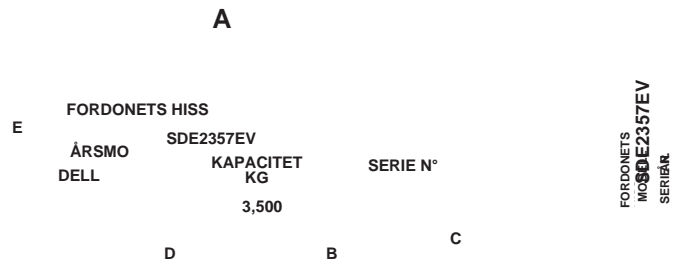 A
FORDONETS HISS
E
SDE2357EV
ÅRSMO
DELL
KAPACITET
KG
SERIE N°
3,500
C
D
B
FORDONETS
SDE2357EV